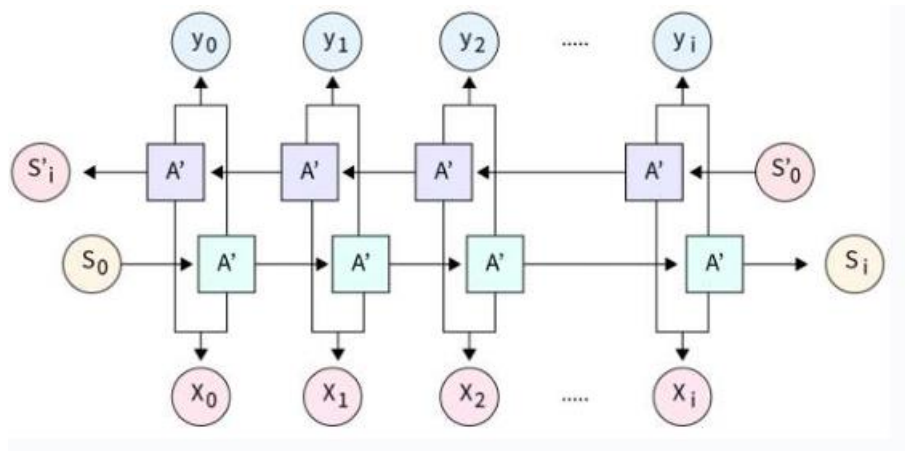 y0 y1 y2 ..... yi
S'i A' A' A' A' S'0
S0 A' A' A' A' Si
X0 X1 X2 ..... Xi